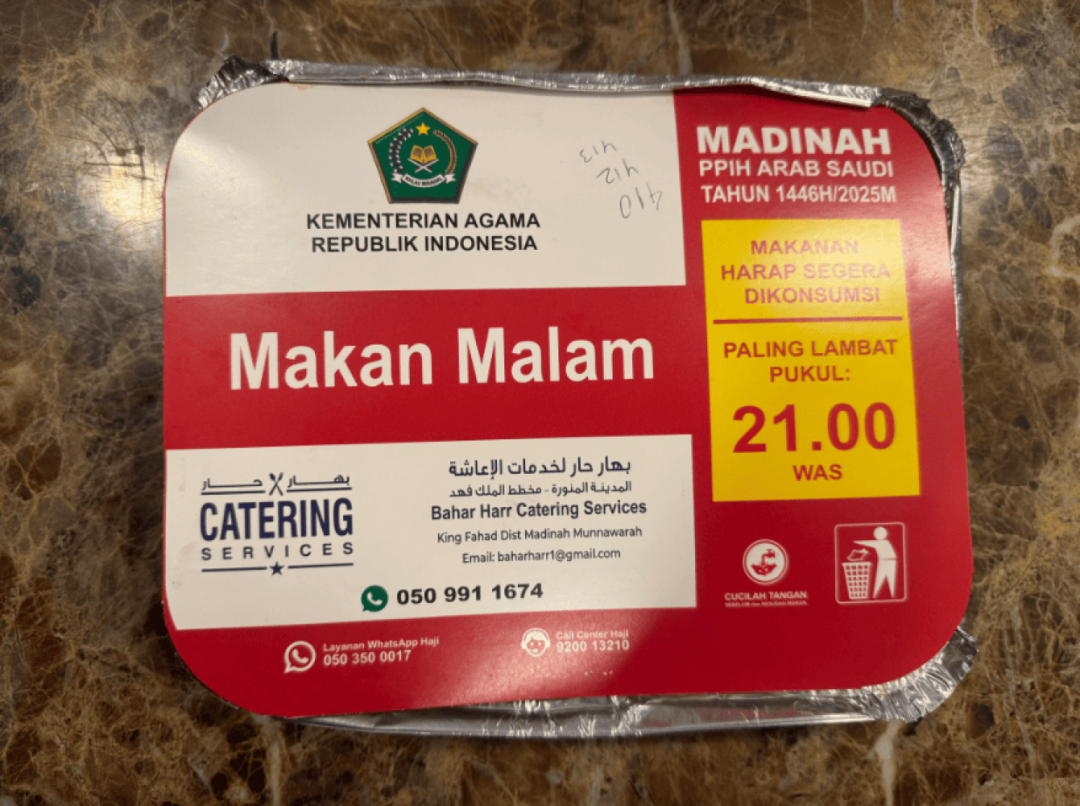 KEMENTERIAN AGAMA
REPUBLIK INDONESIA
413
412
410
MADINAH
PPIH ARAB SAUDI
TAHUN 1446H/2025M
MAKANAN
HARAP SEGERA
DIKONSUMSI
PALING LAMBAT
PUKUL:
21.00
WAS
Makan Malam
بهار حار
CATERING
SERVICES
بهار حار لخدمات الإعاشة
المدينة المنورة - مخطط الملك فهد
Bahar Harr Catering Services
King Fahad Dist Madinah Munnawarah
Email: baharharr1@gmail.com
050 991 1674
CUCILAH TANGAN
Layanan WhatsApp Haji
050 350 0017
Call Center Haji
9200 13210